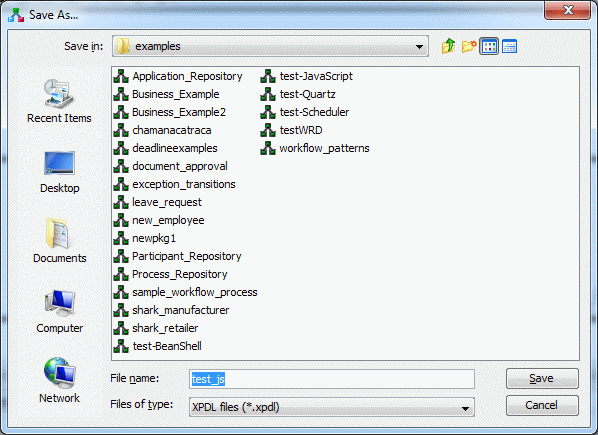 Save As...
Save in: examples
Recent Items
Desktop
Documents
Computer
Network
Application_Repository
Business_Example
Business_Example2
chamanacatraca
deadlineexamples
document_approval
exception_transitions
leave_request
new_employee
newpkg1
Participant_Repository
Process_Repository
sample_workflow_process
shark_manufacturer
shark_retailer
test-BeanShell
test-JavaScript
test-Quartz
test-Scheduler
testWRD
workflow_patterns
File name: test_js
Save
Files of type: XPDL files (*.xpdl)
Cancel